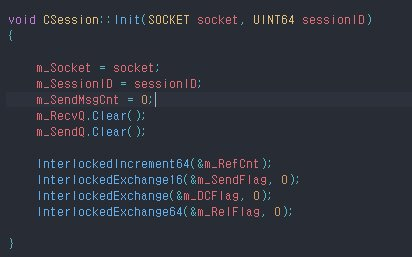 void CSession::Init(SOCKET socket, UINT64 sessionID)
{
m_Socket = socket;
m_SessionID = sessionID;
m_SendMsgCnt = 0;
m_RecvQ.Clear();
m_SendQ.Clear();
InterlockedIncrement64(&m_RefCnt);
InterlockedExchange16(&m_SendFlag, 0);
InterlockedExchange(&m_DCFlag, 0);
InterlockedExchange64(&m_RelFlag, 0);
}